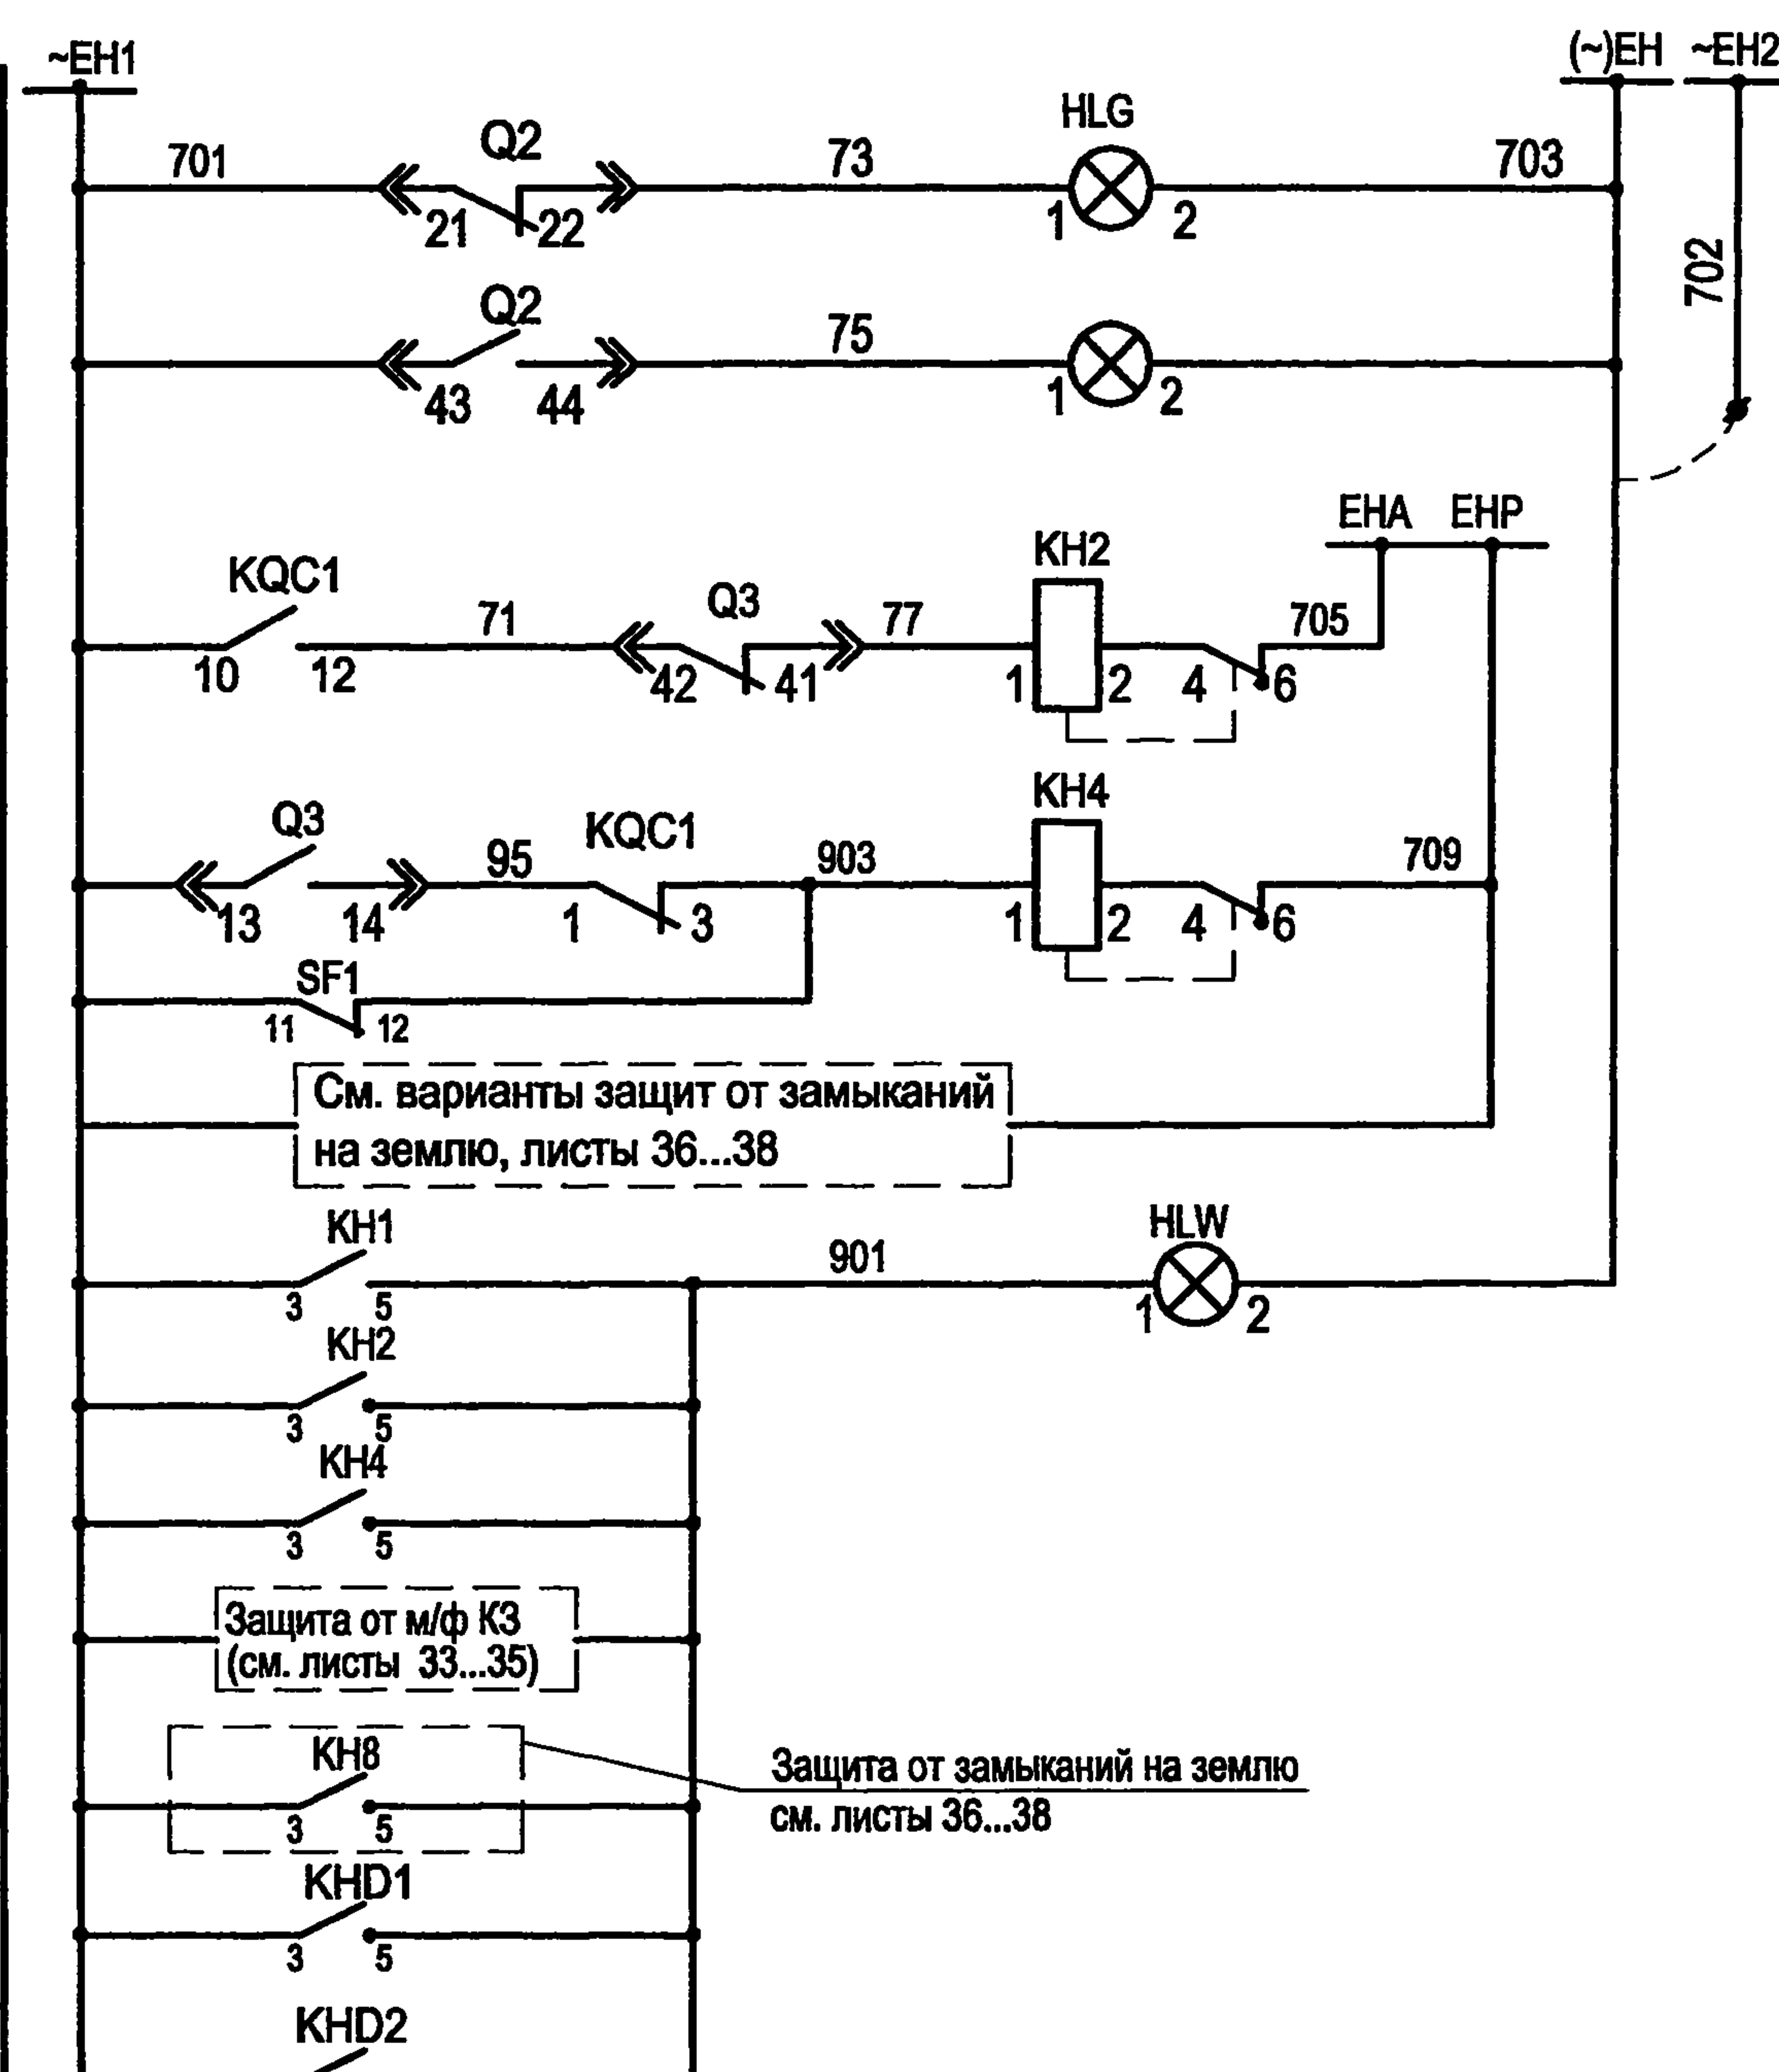 ~EH1
(~)EH ~EH2
HLG
701 Q2 73 703
21 22 1 2
702
Q2 75
43 44 1 2
EHA EHP
KH2
KQC1 71 Q3 77 705
10 12 42 41 1 2 4 6
KH4
Q3 95 KQC1 903 709
13 14 1 3 1 2 4 6
SF1
11 12
См. варианты защит от замыканий
на землю, листы 36...38
KH1 901 HLW
3 5 1 2
KH2
3 5
KH4
3 5
Защита от м/ф КЗ
(см. листы 33...35)
KH8
3 5
Защита от замыканий на землю
см. листы 36...38
KHD1
3 5
KHD2